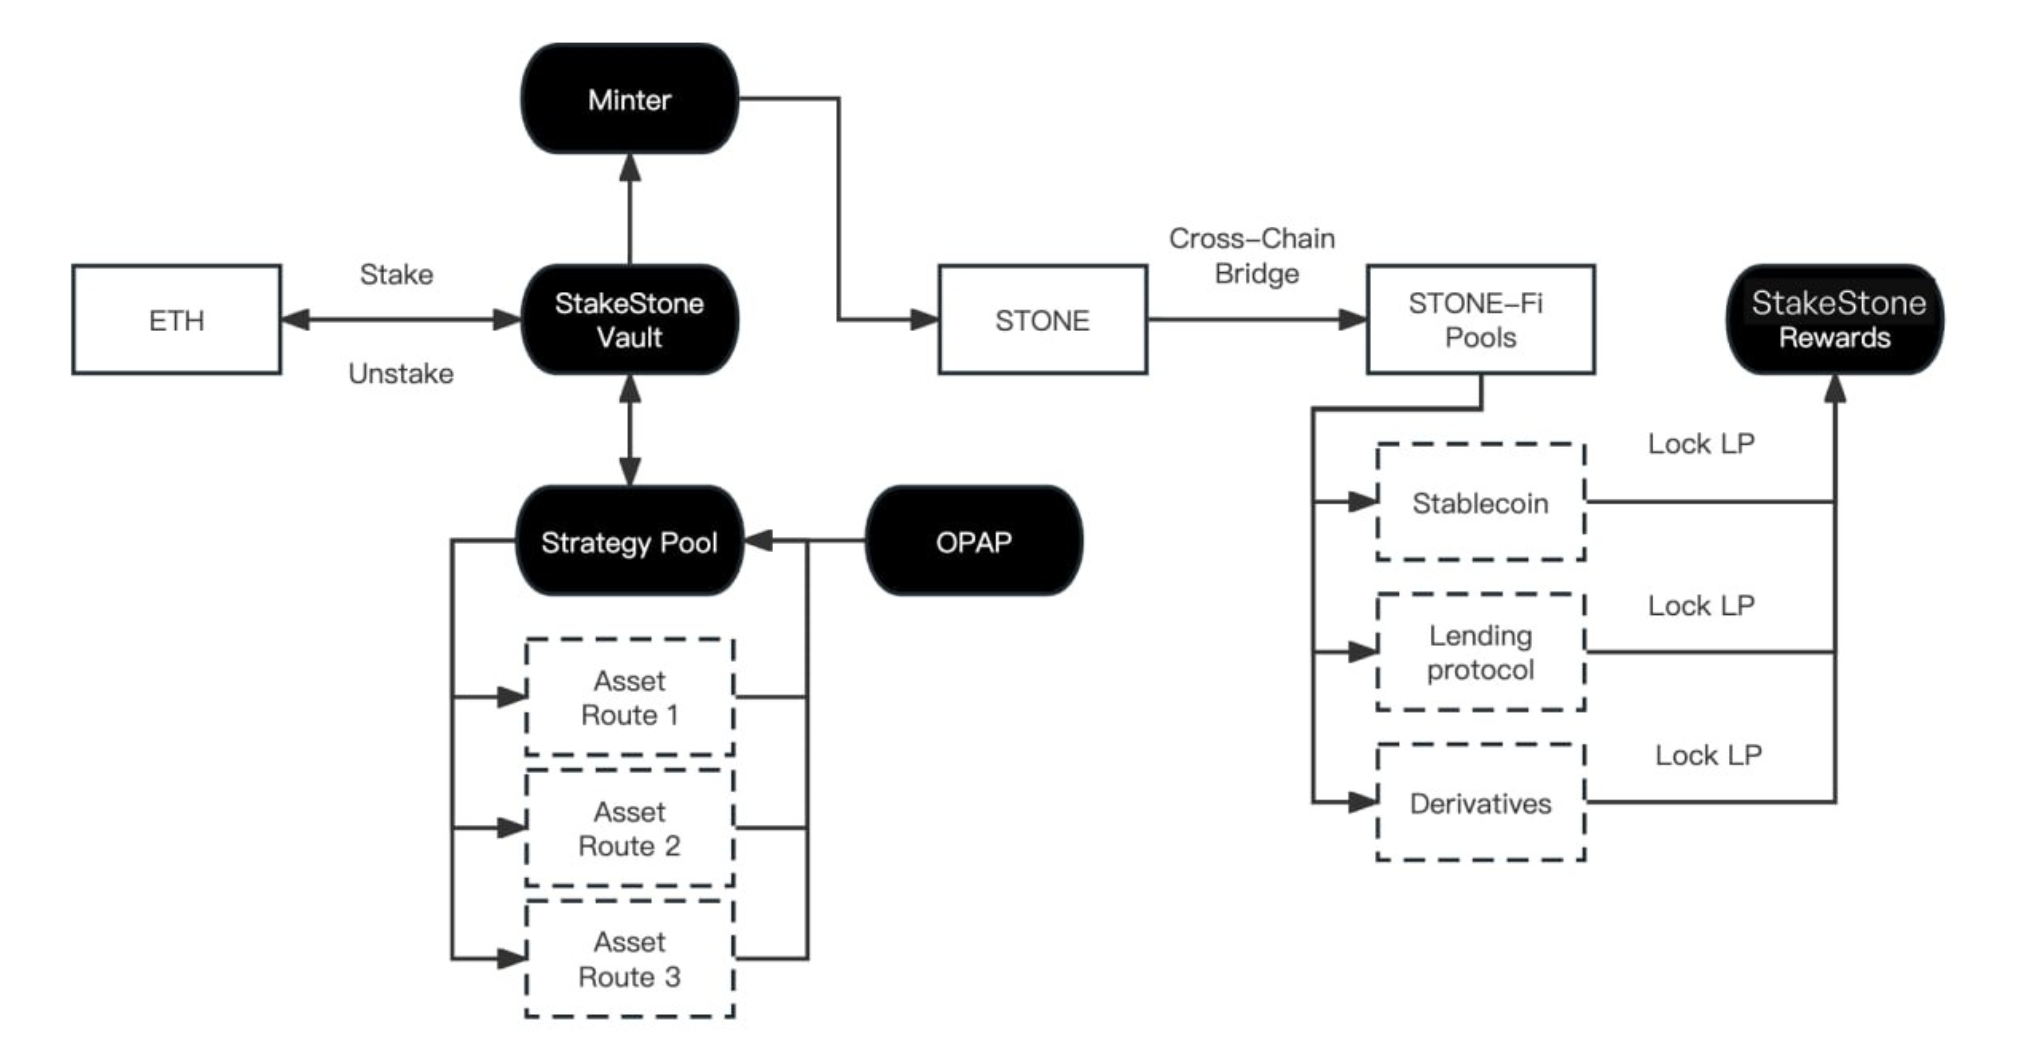 Minter
Cross-Chain
Bridge
Stake
ETH
Unstake
StakeStone
Vault
STONE
STONE-Fi
Pools
StakeStone
Rewards
Strategy Pool
OPAP
Asset
Route 1
Asset
Route 2
Asset
Route 3
Stablecoin
Lock LP
Lending
protocol
Lock LP
Derivatives
Lock LP